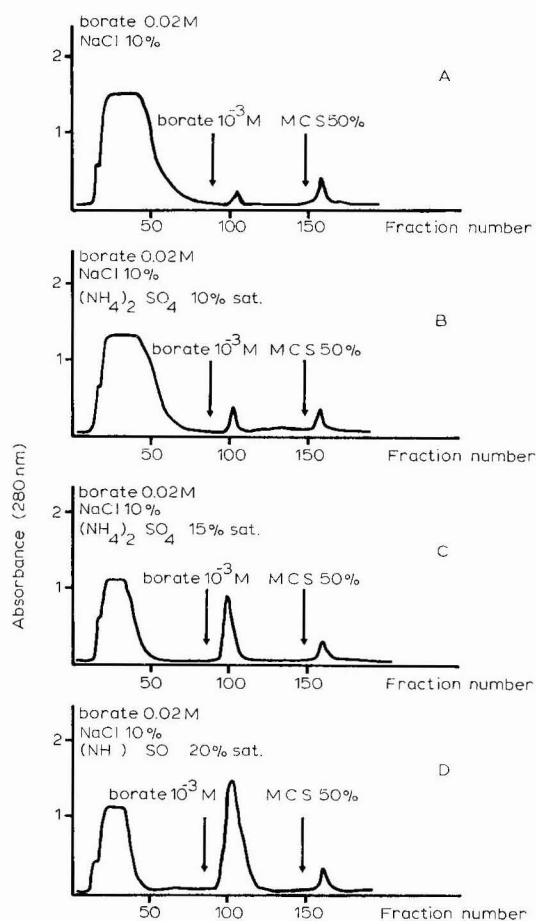 borate 0.02M
NaCl 10%
2
A
borate 10⁻³M MCS 50%
1
50 100 150 Fraction number
borate 0.02M
NaCl 10%
2
(NH₄)₂ SO₄ 10% sat.
B
borate 10⁻³M MCS 50%
1
50 100 150 Fraction number
Absorbance (280 nm)
borate 0.02M
NaCl 10%
2
(NH₄)₂ SO₄ 15% sat.
C
borate 10⁻³M MCS 50%
1
50 100 150 Fraction number
borate 0.02M
2
NaCl 10%
(NH ) SO 20% sat.
D
borate 10⁻³M MCS 50%
1
50 100 150 Fraction number